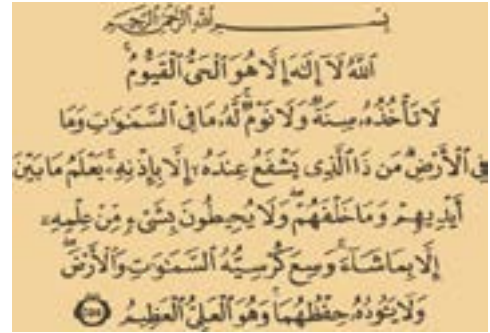 بِسْمِ ٱللَّهِ ٱلرَّحْمَٰنِ ٱلرَّحِيمِ
ٱللَّهُ لَآ إِلَٰهَ إِلَّا هُوَ ٱلْحَىُّ ٱلْقَيُّومُ ۚ
لَا تَأْخُذُهُۥ سِنَةٌ وَلَا نَوْمٌ ۚ لَّهُۥ مَا فِى ٱلسَّمَٰوَٰتِ وَمَا
فِى ٱلْأَرْضِ ۗ مَن ذَا ٱلَّذِى يَشْفَعُ عِندَهُۥٓ إِلَّا بِإِذْنِهِۦ ۚ يَعْلَمُ مَا بَيْنَ
أَيْدِيهِمْ وَمَا خَلْفَهُمْ ۖ وَلَا يُحِيطُونَ بِشَىْءٍ مِّنْ عِلْمِهِۦٓ
إِلَّا بِمَا شَآءَ ۚ وَسِعَ كُرْسِيُّهُ ٱلسَّمَٰوَٰتِ وَٱلْأَرْضَ ۖ
وَلَا يَـُٔودُهُۥ حِفْظُهُمَا ۚ وَهُوَ ٱلْعَلِىُّ ٱلْعَظِيمُ